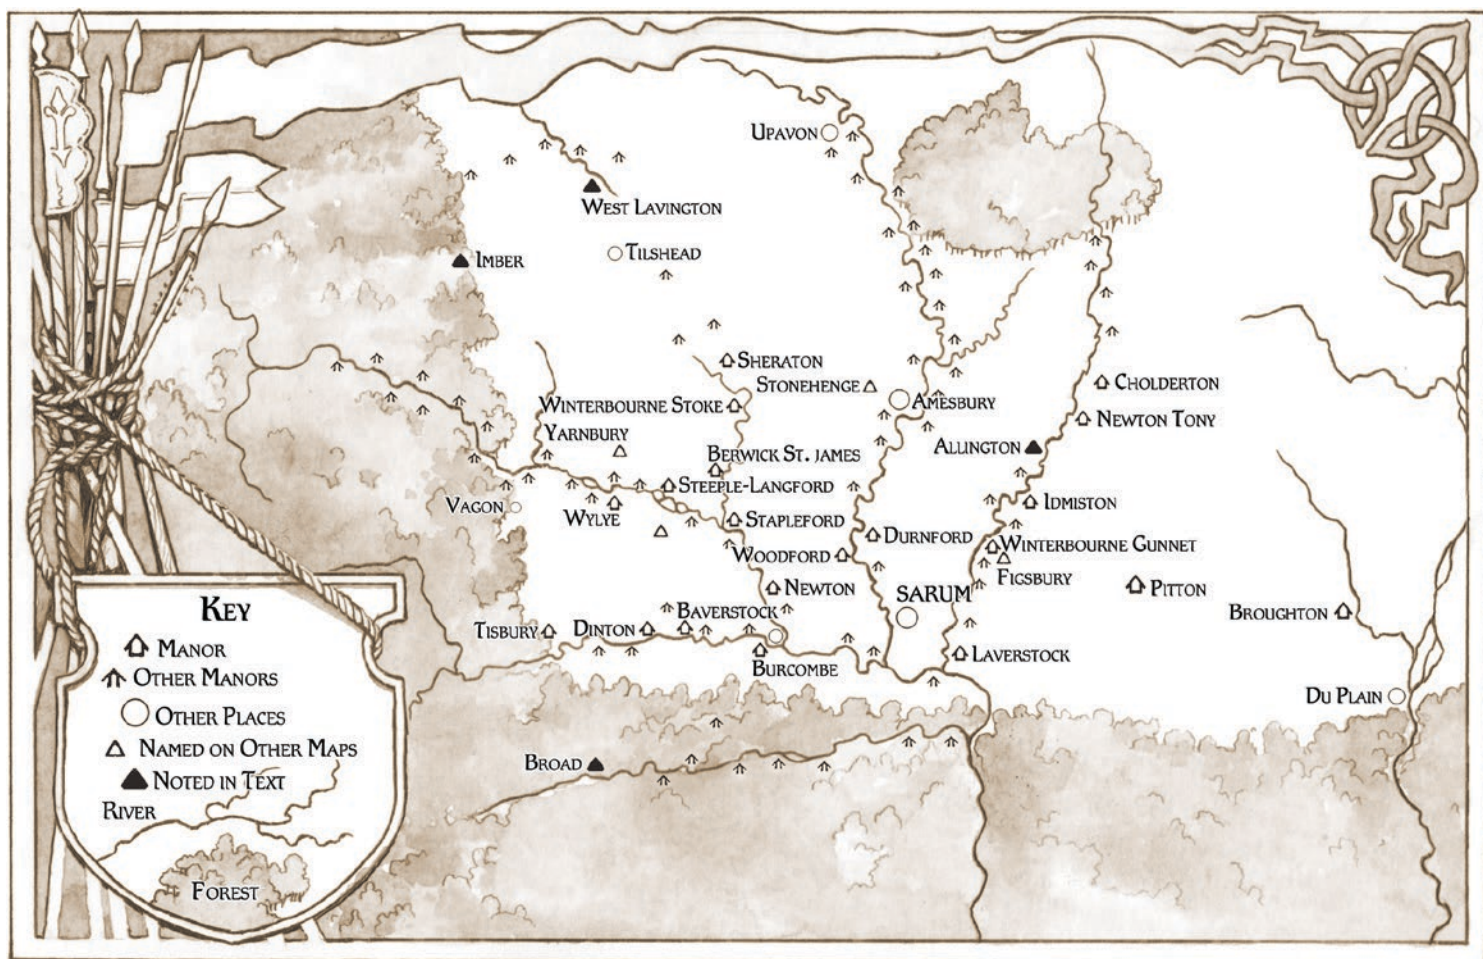 Upavon
West Lavington
Tilshead
Imber
Sheraton
Stonehenge
Cholderton
Amesbury
Winterbourne Stoke
Newton Tony
Yarnbury
Allington
Berwick St. James
Steeple-Langford
Vagon
Wylye
Idmiston
Stapleford
Durnford
Woodford
Winterbourne Gunnet
Figsbury
Newton
Pitton
Sarum
Baverstock
Broughton
Tisbury
Dinton
Burcombe
Laverstock
Du Plain
Broad
Key
Manor
Other Manors
Other Places
Named on Other Maps
Noted in Text
River
Forest